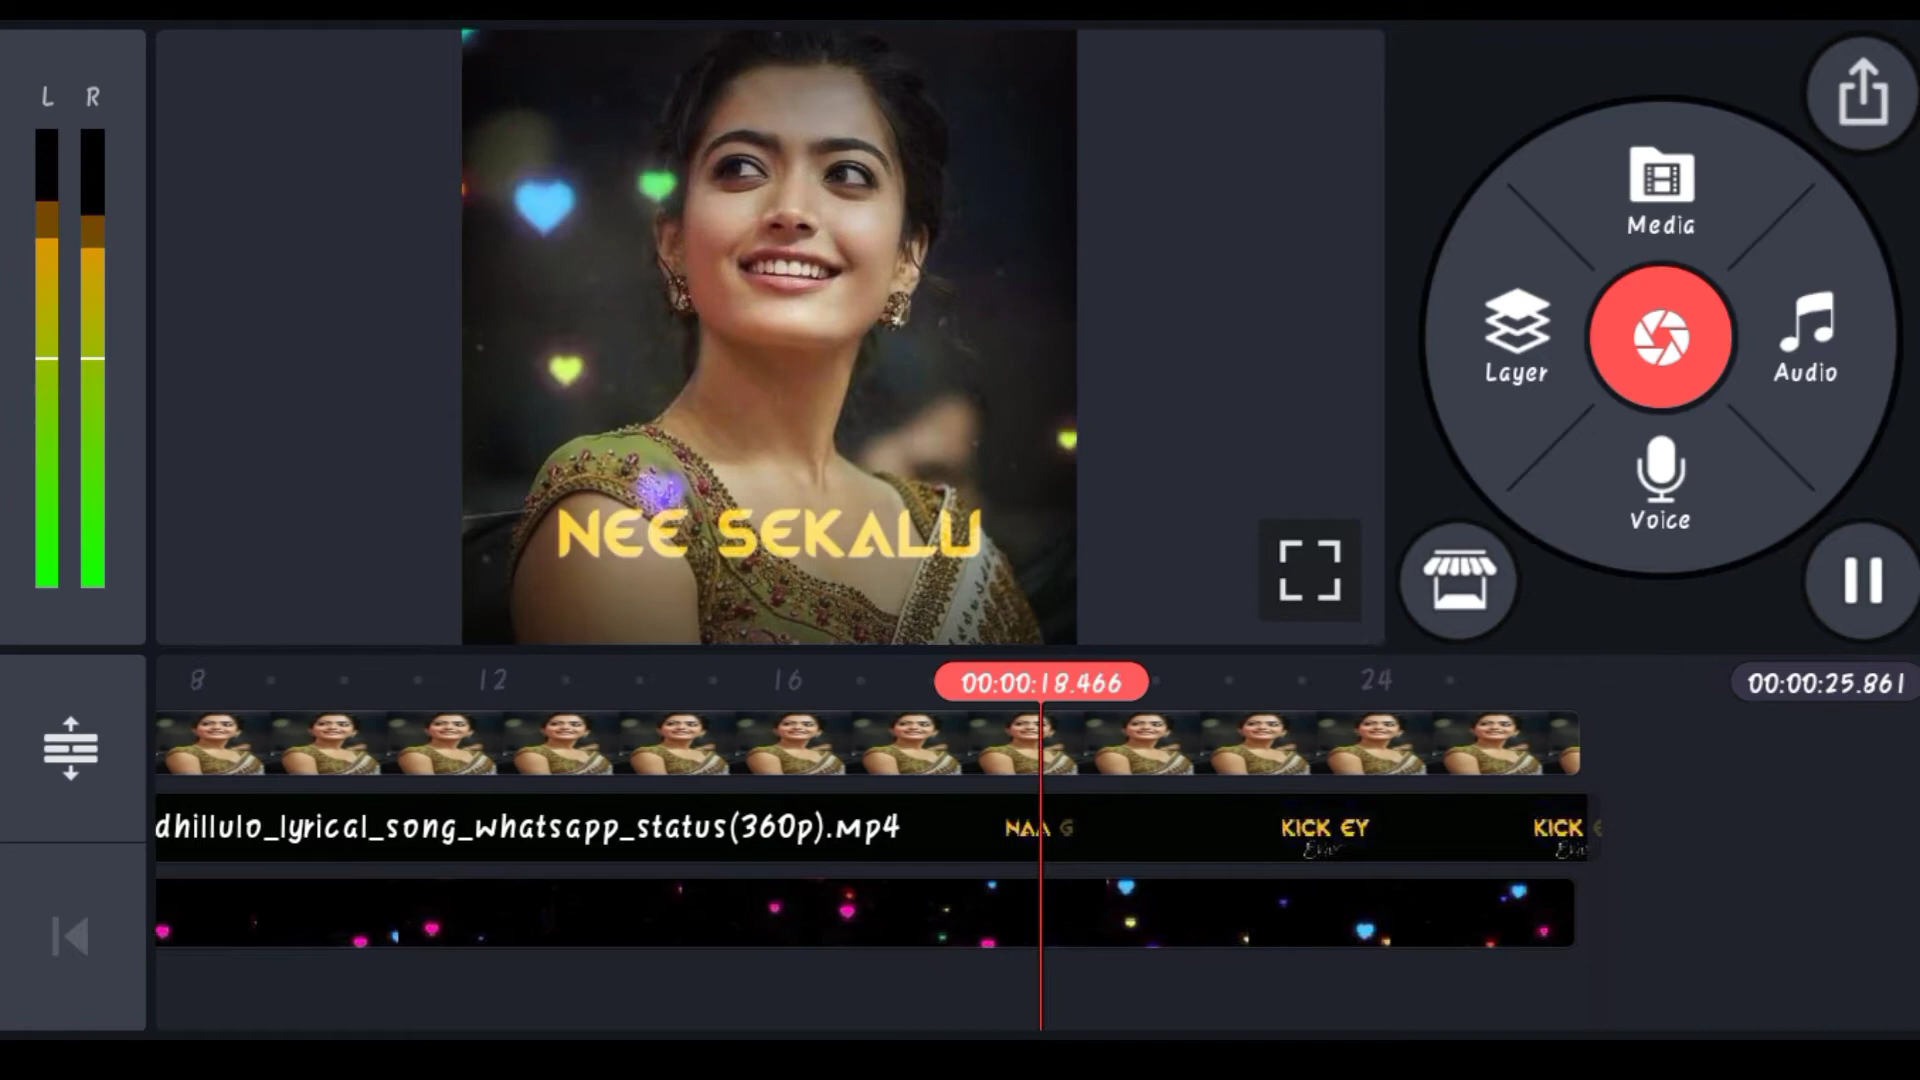 L R
Media
Layer
Audio
Voice
NEE SEKALU
8 12 16 00:00:18.466 24 00:00:25.861
dhillulo_lyrical_song_whatsapp_status(360p).mp4 NAA G KICK EY KICK